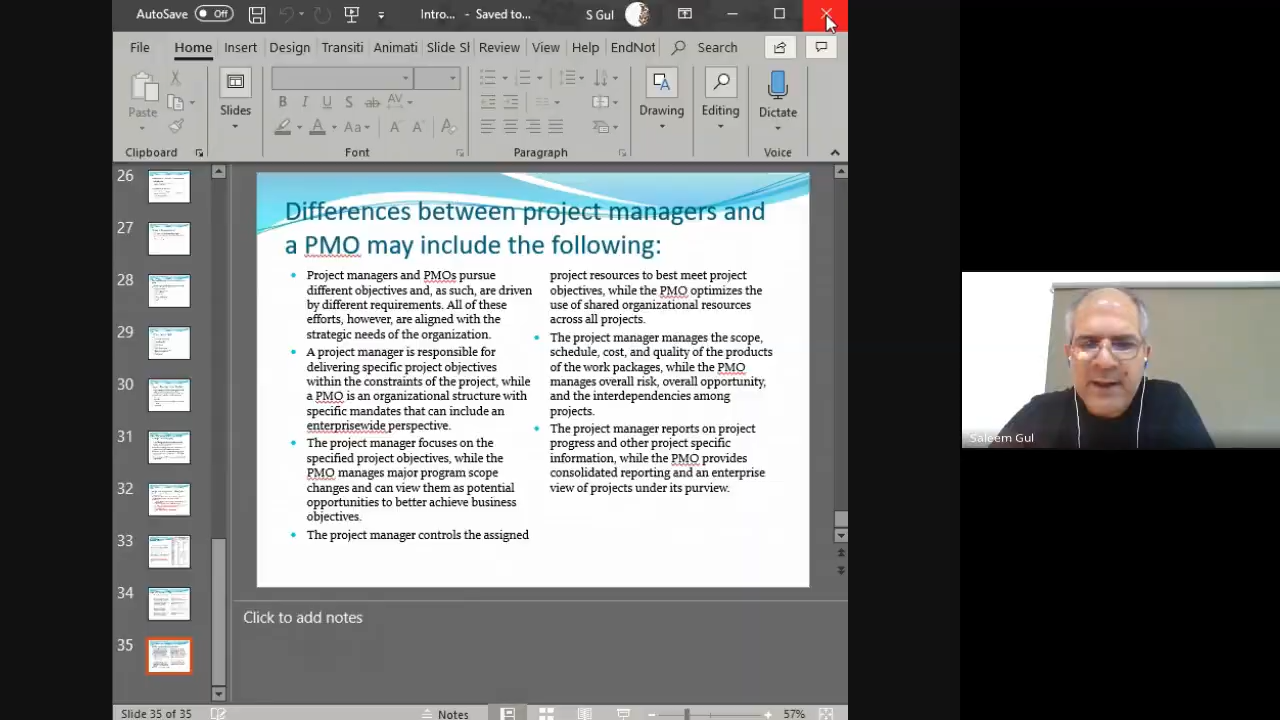 AutoSave Off Intro... - Saved to... S Gul
File Home Insert Design Transiti Animati Slide Sl Review View Help EndNot Search
Paste Slides Drawing Editing Dictate
B I U S ab AV
A Aa A A A
Clipboard Font Paragraph Voice
26
27
28
29
30
31
32
33
34
35
Differences between project managers and
a PMO may include the following:
Project managers and PMOs pursue
different objectives and, as such, are driven
by different requirements. All of these
efforts, however, are aligned with the
strategic needs of the organization.
A project manager is responsible for
delivering specific project objectives
within the constraints of the project, while
a PMO is an organizational structure with
specific mandates that can include an
enterprisewide perspective.
The project manager focuses on the
specified project objectives, while the
PMO manages major program scope
changes and can view them as potential
opportunities to better achieve business
objectives.
The project manager controls the assigned
project resources to best meet project
objectives, while the PMO optimizes the
use of shared organizational resources
across all projects.
The project manager manages the scope,
schedule, cost, and quality of the products
of the work packages, while the PMO
manages overall risk, overall opportunity,
and the interdependencies among
projects.
The project manager reports on project
progress and other project specific
information, while the PMO provides
consolidated reporting and an enterprise
view of projects under its purview.
Click to add notes
Slide 35 of 35 Notes 57%
Saleem Gul